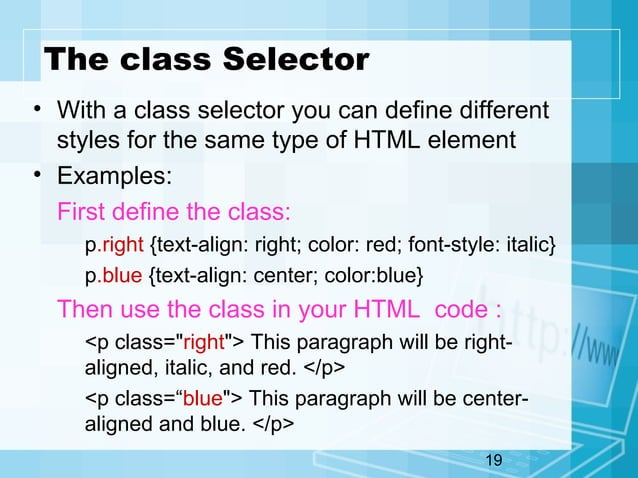 The class Selector
• With a class selector you can define different
styles for the same type of HTML element
• Examples:
First define the class:
p.right {text-align: right; color: red; font-style: italic}
p.blue {text-align: center; color:blue}
Then use the class in your HTML  code :
<p class="right"> This paragraph will be right-
aligned, italic, and red. </p>
<p class=“blue"> This paragraph will be center-
aligned and blue. </p>
http://www
19